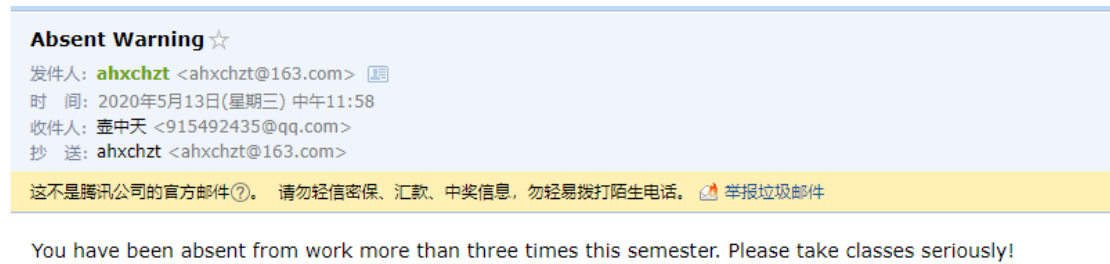 Absent Warning
发件人: ahxchzt <ahxchzt@163.com>
时 间: 2020年5月13日(星期三) 中午11:58
收件人: 壶中天 <915492435@qq.com>
抄 送: ahxchzt <ahxchzt@163.com>
这不是腾讯公司的官方邮件?。 请勿轻信密保、汇款、中奖信息，勿轻易拨打陌生电话。 举报垃圾邮件
You have been absent from work more than three times this semester. Please take classes seriously!